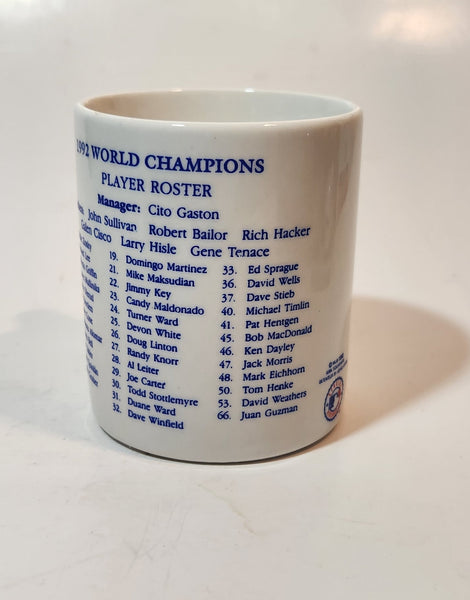 1992 WORLD CHAMPIONS
PLAYER ROSTER
Manager: Cito Gaston
John Sullivan Robert Bailor Rich Hacker
Galen Cisco Larry Hisle Gene Tenace
19. Domingo Martinez
21. Mike Maksudian
22. Jimmy Key
23. Candy Maldonado
24. Turner Ward
25. Devon White
26. Doug Linton
27. Randy Knorr
28. Al Leiter
29. Joe Carter
30. Todd Stottlemyre
31. Duane Ward
32. Dave Winfield
33. Ed Sprague
36. David Wells
37. Dave Stieb
40. Michael Timlin
41. Pat Hentgen
45. Bob MacDonald
46. Ken Dayley
47. Jack Morris
48. Mark Eichhorn
50. Tom Henke
53. David Weathers
66. Juan Guzman